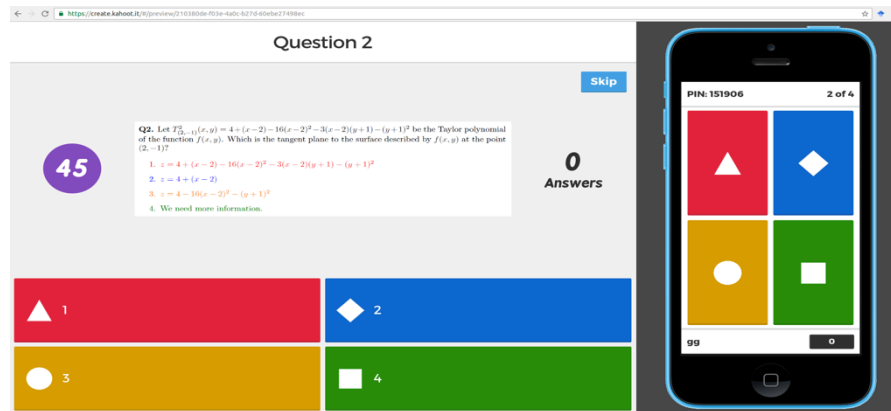 https://create.kahoot.it/#/preview/210380de-f03e-4a0c-b27d-60ebe27498ec
Question 2
Skip
45
Q2. Let T²₍₂,₋₁₎(x, y) = 4+(x−2)−16(x−2)²−3(x−2)(y+1)−(y+1)² be the Taylor polynomial
of the function f(x, y). Which is the tangent plane to the surface described by f(x, y) at the point
(2, −1)?
1. z = 4 + (x − 2) − 16(x − 2)² − 3(x − 2)(y + 1) − (y + 1)²
2. z = 4 + (x − 2)
3. z = 4 − 16(x − 2)² − (y + 1)²
4. We need more information.
0
Answers
1
2
3
4
PIN: 151906 2 of 4
gg 0